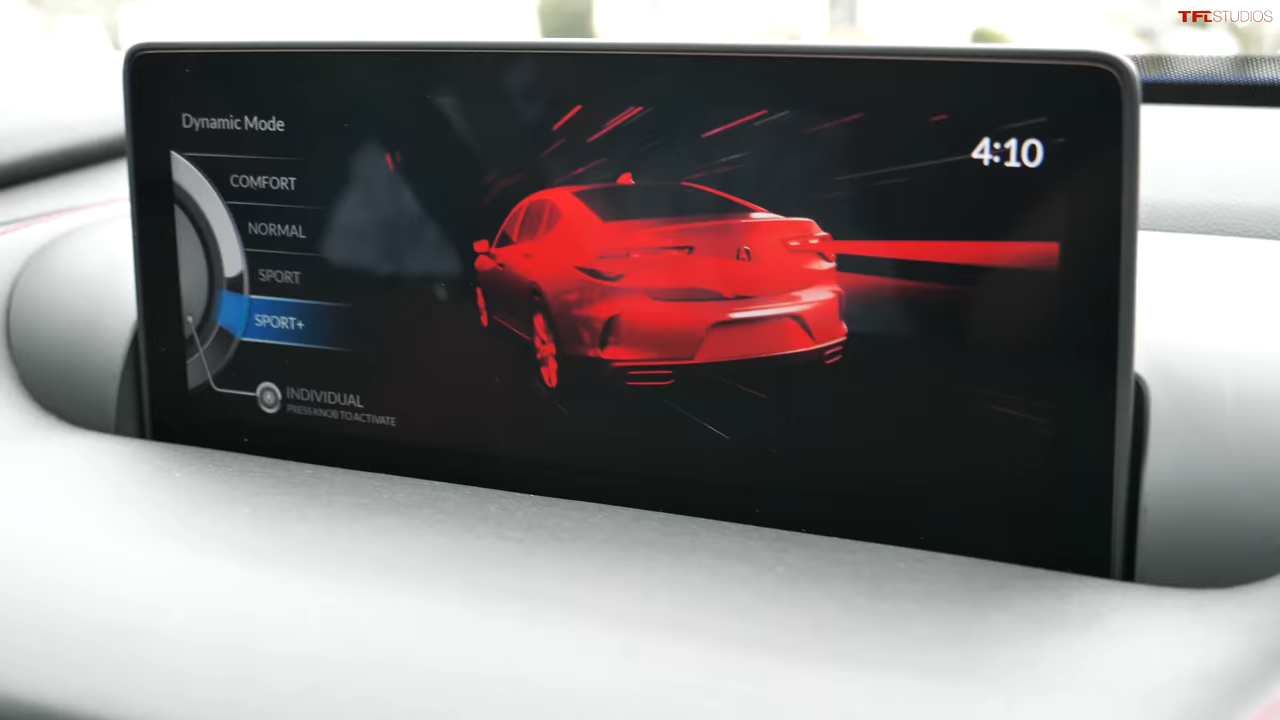 TFLSTUDIOS
Dynamic Mode
4:10
COMFORT
NORMAL
SPORT
SPORT+
INDIVIDUAL
PRESS KNOB TO ACTIVATE